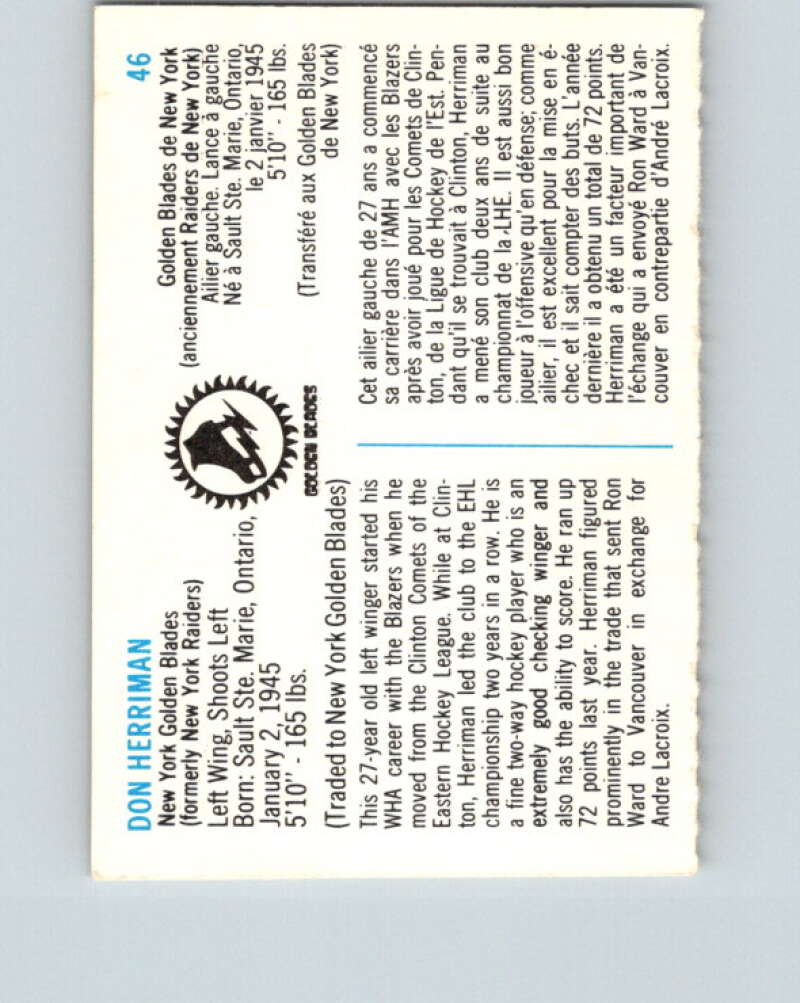 DON HERRIMAN
46
New York Golden Blades
(formerly New York Raiders)
Left Wing, Shoots Left
Born: Sault Ste. Marie, Ontario,
January 2, 1945
5'10" - 165 lbs.
(Traded to New York Golden Blades)
GOLDEN BLADES
Golden Blades de New York
(anciennement Raiders de New York)
Ailier gauche. Lance à gauche
Né à Sault Ste. Marie, Ontario,
le 2 janvier 1945
5'10" - 165 lbs.
(Transféré aux Golden Blades
de New York)
This 27-year old left winger started his
WHA career with the Blazers when he
moved from the Clinton Comets of the
Eastern Hockey League. While at Clin-
ton, Herriman led the club to the EHL
championship two years in a row. He is
a fine two-way hockey player who is an
extremely good checking winger and
also has the ability to score. He ran up
72 points last year. Herriman figured
prominently in the trade that sent Ron
Ward to Vancouver in exchange for
Andre Lacroix.
Cet ailier gauche de 27 ans a commencé
sa carrière dans l'AMH avec les Blazers
après avoir joué pour les Comets de Clin-
ton, de la Ligue de Hockey de l'Est. Pen-
dant qu'il se trouvait à Clinton, Herriman
a mené son club deux ans de suite au
championnat de la LHE. Il est aussi bon
joueur à l'offensive qu'en défense; comme
ailier, il est excellent pour la mise en é-
chec et il sait compter des buts. L'année
dernière il a obtenu un total de 72 points.
Herriman a été un facteur important de
l'échange qui a envoyé Ron Ward à Van-
couver en contrepartie d'André Lacroix.